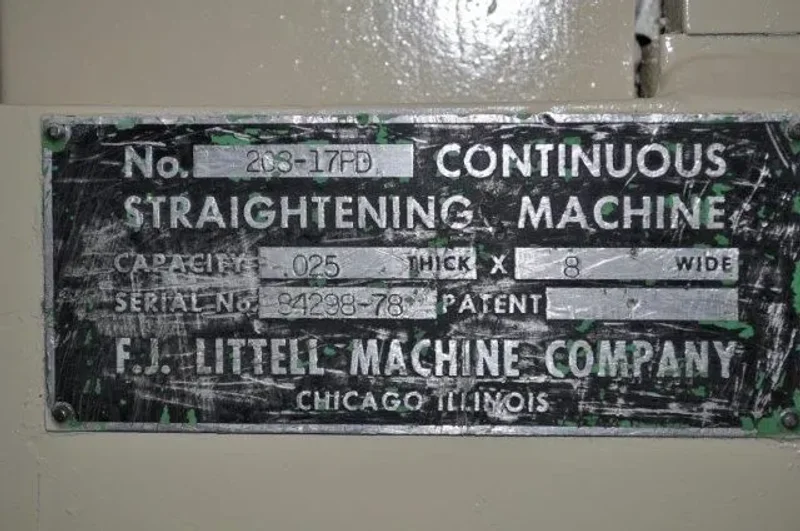 No. 208-17PD CONTINUOUS
STRAIGHTENING MACHINE
CAPACITY .025 THICK X 8 WIDE
SERIAL No. 84298-78 PATENT
F.J. LITTELL MACHINE COMPANY
CHICAGO ILLINOIS